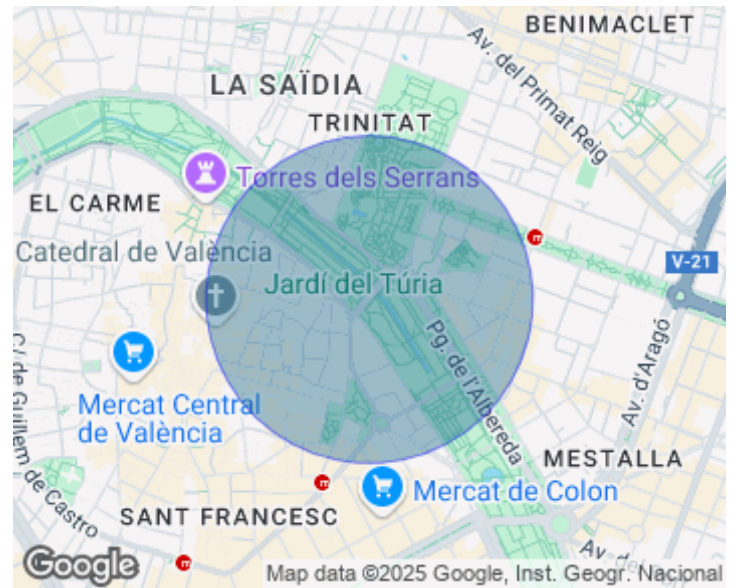 BENIMACLET
Av. del Primat Reig
LA SAÏDIA
TRINITAT
Torres dels Serrans
EL CARME
Catedral de València
V-21
Jardí del Túria
Pg. de l'Albereda
Av. d'Aragó
C/ de Guillem de Castro
Mercat Central
de València
MESTALLA
Mercat de Colon
SANT FRANCESC
Google
Map data ©2025 Google, Inst. Geogr. Nacional